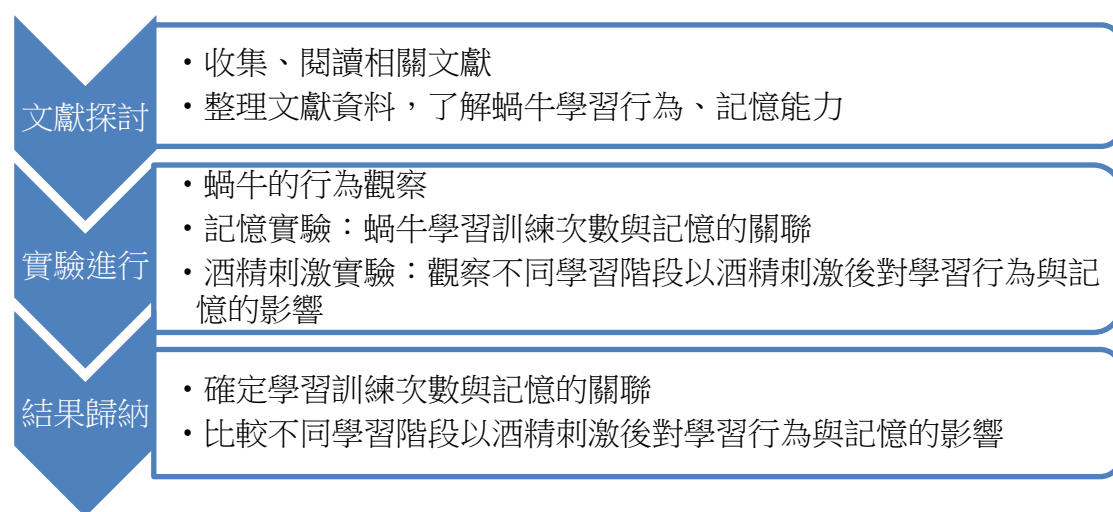 文獻探討
•收集、閱讀相關文獻
•整理文獻資料，了解蝸牛學習行為、記憶能力
實驗進行
•蝸牛的行為觀察
•記憶實驗：蝸牛學習訓練次數與記憶的關聯
•酒精刺激實驗：觀察不同學習階段以酒精刺激後對學習行為與記
憶的影響
結果歸納
•確定學習訓練次數與記憶的關聯
•比較不同學習階段以酒精刺激後對學習行為與記憶的影響